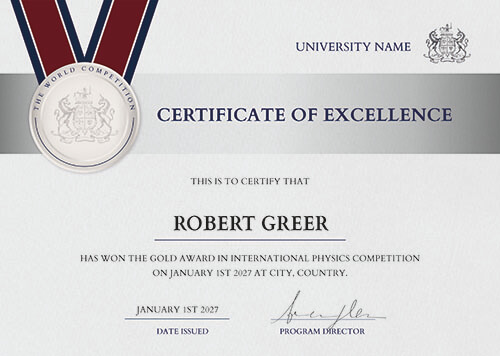 UNIVERSITY NAME
THE WORLD COMPETITION
CERTIFICATE OF EXCELLENCE
THIS IS TO CERTIFY THAT
ROBERT GREER
HAS WON THE GOLD AWARD IN INTERNATIONAL PHYSICS COMPETITION
ON JANUARY 1ST 2027 AT CITY, COUNTRY.
JANUARY 1ST 2027
DATE ISSUED
PROGRAM DIRECTOR